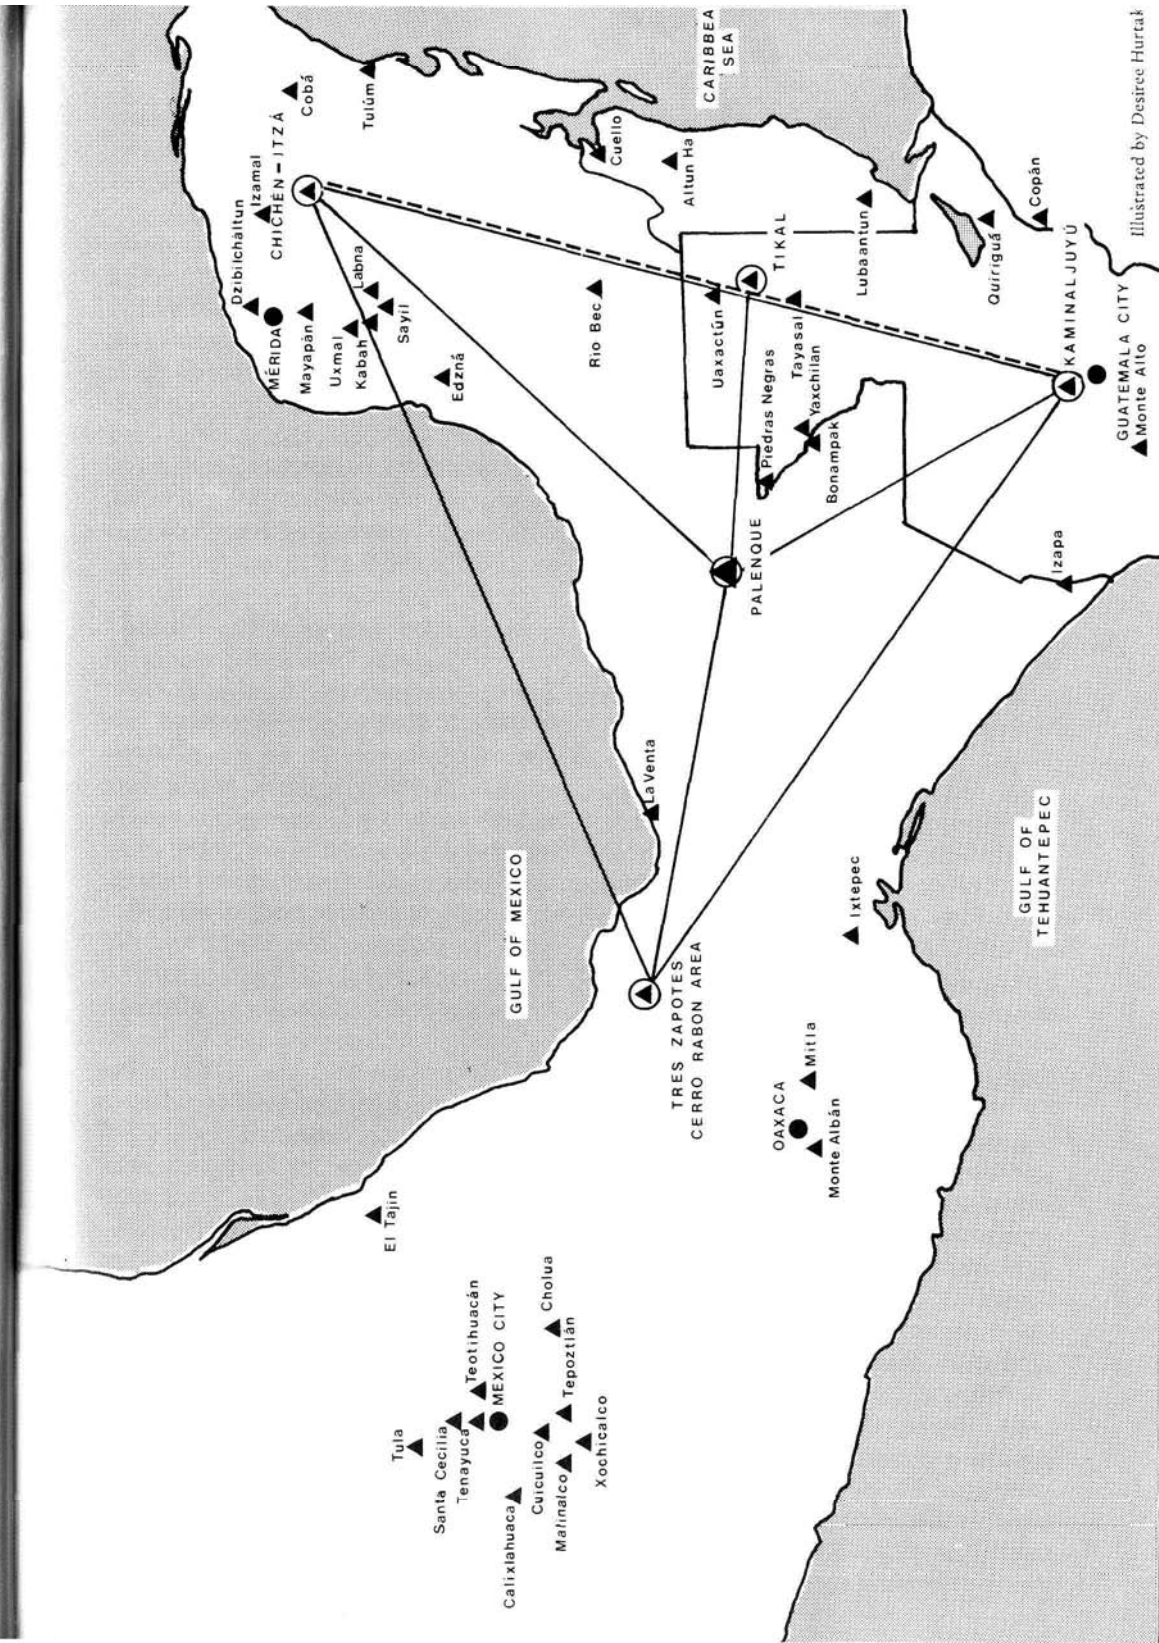 Dzibilchaltun
Izamal
MÉRIDA
CHICHÉN-ITZÁ
Cobá
Mayapán
Uxmal
Kabah
Labna
Tulúm
Sayil
El Tajin
Tula
Edzná
Santa Cecilia
Tenayuca
Teotihuacán
MEXICO CITY
Calixlahuaca
GULF OF MEXICO
Cuicuilco
Cholua
Malinalco
Tepoztlán
Xochicalco
Rio Bec
Cuello
La Venta
TRES ZAPOTES
CERRO RABON AREA
Altun Ha
CARIBBEA
SEA
Uaxactún
PALENQUE
Piedras Negras
TIKAL
OAXACA
Mitla
Tayasal
Yaxchilan
Bonampak
Monte Albán
Ixtepec
Lubaantun
Quiriguá
GULF OF
TEHUANTEPEC
Copán
Izapa
KAMINALJUYÚ
GUATEMALA CITY
Monte Alto
Illustrated by Desiree Hurtak